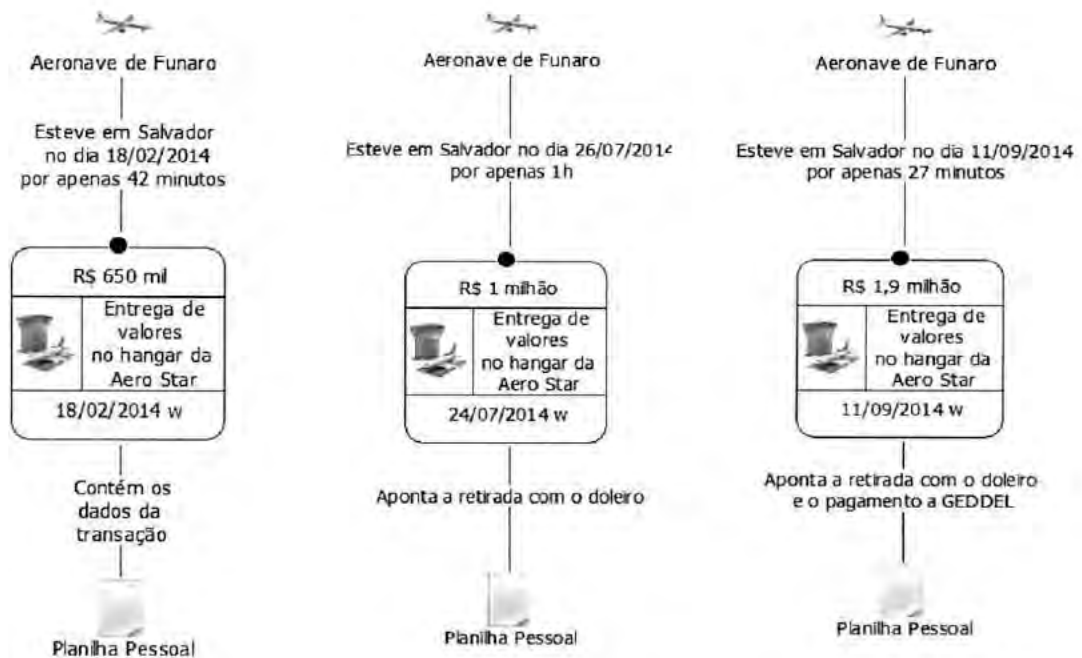 Aeronave de Funaro
Esteve em Salvador
no dia 18/02/2014
por apenas 42 minutos
R$ 650 mil
Entrega de
valores
no hangar da
Aero Star
18/02/2014 w
Contém os
dados da
transação
Planilha Pessoal
Aeronave de Funaro
Esteve em Salvador no dia 26/07/2014
por apenas 1h
R$ 1 milhão
Entrega de
valores
no hangar da
Aero Star
24/07/2014 w
Aponta a retirada com o doleiro
Planilha Pessoal
Aeronave de Funaro
Esteve em Salvador no dia 11/09/2014
por apenas 27 minutos
R$ 1,9 milhão
Entrega de
valores
no hangar da
Aero Star
11/09/2014 w
Aponta a retirada com o doleiro
e o pagamento a GEDDEL
Planilha Pessoal